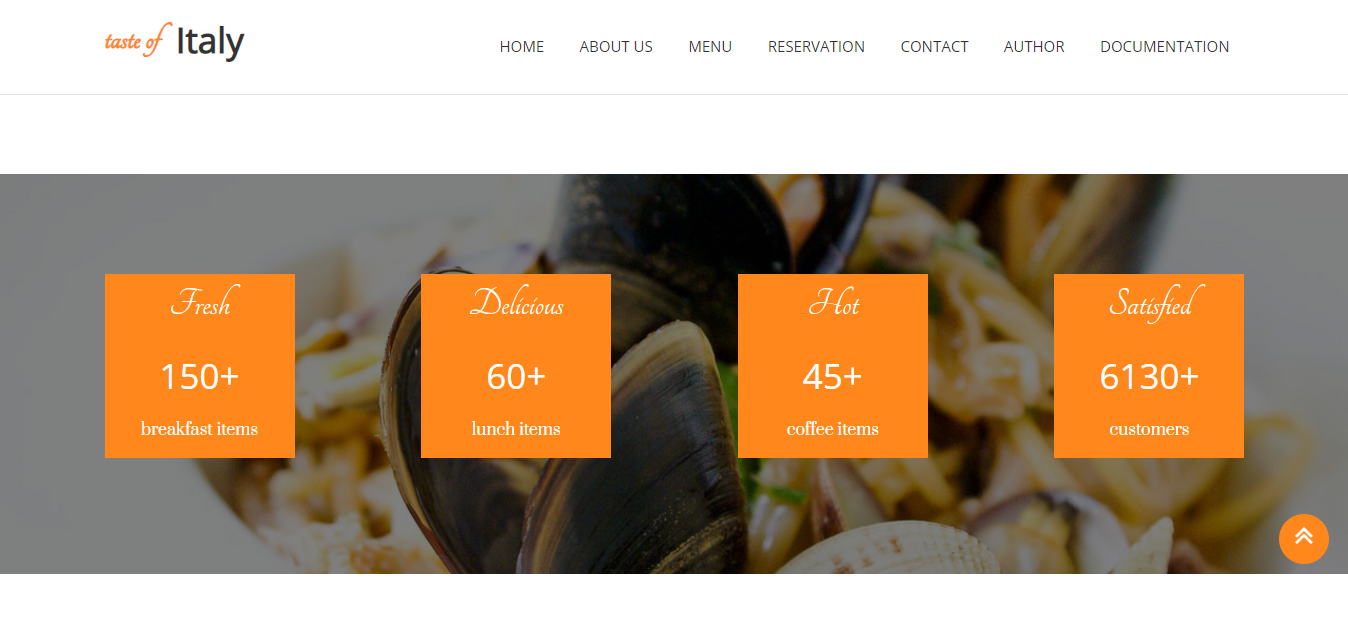 taste of Italy
HOME ABOUT US MENU RESERVATION CONTACT AUTHOR DOCUMENTATION
Fresh
150+
breakfast items
Delicious
60+
lunch items
Hot
45+
coffee items
Satisfied
6130+
customers